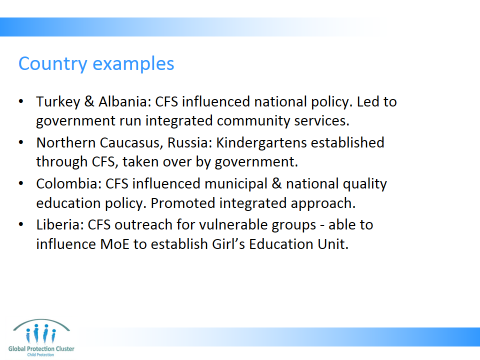 Country examples
• Turkey & Albania: CFS influenced national policy. Led to
government run integrated community services.
• Northern Caucasus, Russia: Kindergartens established
through CFS, taken over by government.
• Colombia: CFS influenced municipal & national quality
education policy. Promoted integrated approach.
• Liberia: CFS outreach for vulnerable groups - able to
influence MoE to establish Girl’s Education Unit.
Global Protection Cluster
Child Protection